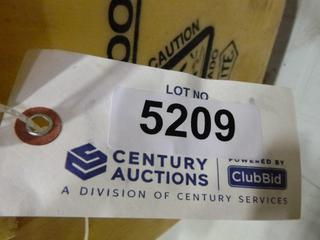 CAUTION
LOT NO.
5209
CENTURY
AUCTIONS
POWERED BY
ClubBid
A DIVISION OF CENTURY SERVICES